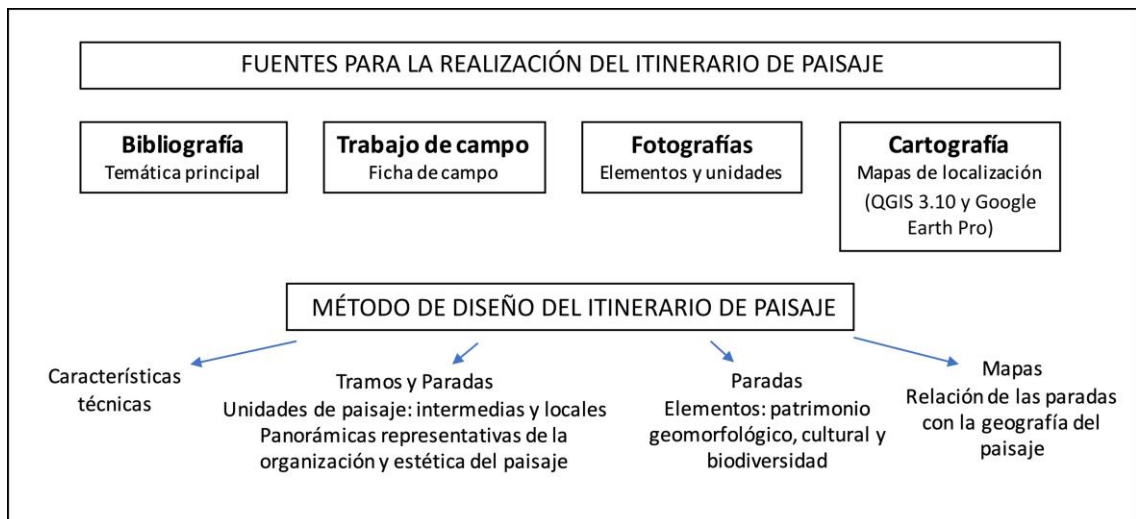 FUENTES PARA LA REALIZACIÓN DEL ITINERARIO DE PAISAJE
Bibliografía
Temática principal
Trabajo de campo
Ficha de campo
Fotografías
Elementos y unidades
Cartografía
Mapas de localización
(QGIS 3.10 y Google
Earth Pro)
MÉTODO DE DISEÑO DEL ITINERARIO DE PAISAJE
Características
técnicas
Tramos y Paradas
Unidades de paisaje: intermedias y locales
Panorámicas representativas de la
organización y estética del paisaje
Paradas
Elementos: patrimonio
geomorfológico, cultural y
biodiversidad
Mapas
Relación de las paradas
con la geografía del
paisaje